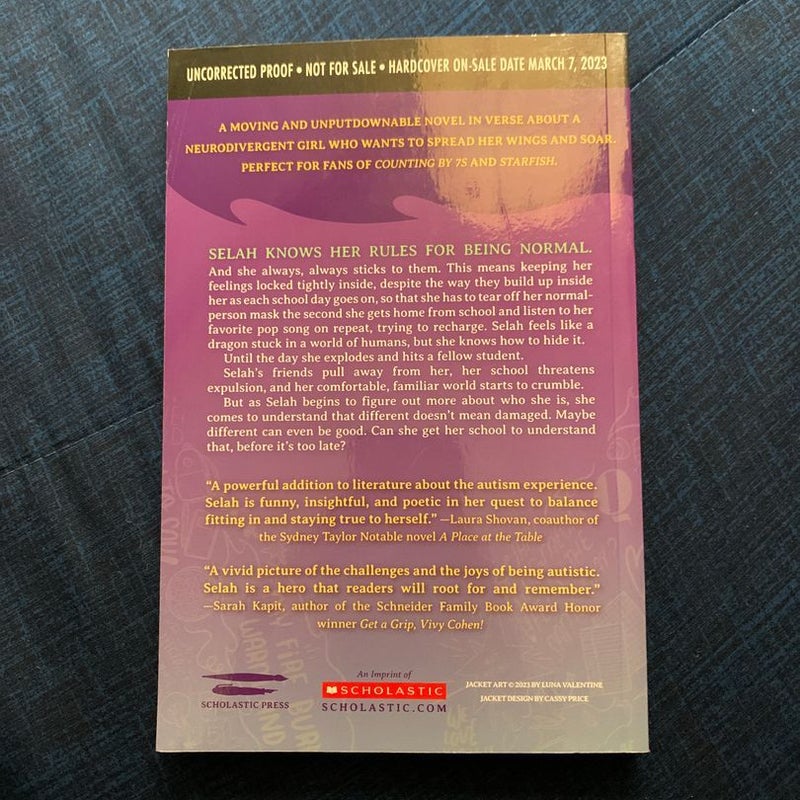 UNCORRECTED PROOF • NOT FOR SALE • HARDCOVER ON-SALE DATE MARCH 7, 2023
A MOVING AND UNPUTDOWNABLE NOVEL IN VERSE ABOUT A
NEURODIVERGENT GIRL WHO WANTS TO SPREAD HER WINGS AND SOAR.
PERFECT FOR FANS OF COUNTING BY 7S AND STARFISH.
SELAH KNOWS HER RULES FOR BEING NORMAL.
And she always, always sticks to them. This means keeping her
feelings locked tightly inside, despite the way they build up inside
her as each school day goes on, so that she has to tear off her normal-
person mask the second she gets home from school and listen to her
favorite pop song on repeat, trying to recharge. Selah feels like a
dragon stuck in a world of humans, but she knows how to hide it.
Until the day she explodes and hits a fellow student.
Selah's friends pull away from her, her school threatens
expulsion, and her comfortable, familiar world starts to crumble.
But as Selah begins to figure out more about who she is, she
comes to understand that different doesn't mean damaged. Maybe
different can even be good. Can she get her school to understand
that, before it's too late?
"A powerful addition to literature about the autism experience.
Selah is funny, insightful, and poetic in her quest to balance
fitting in and staying true to herself." —Laura Shovan, coauthor of
the Sydney Taylor Notable novel A Place at the Table
"A vivid picture of the challenges and the joys of being autistic.
Selah is a hero that readers will root for and remember."
—Sarah Kapit, author of the Schneider Family Book Award Honor
winner Get a Grip, Vivy Cohen!
SCHOLASTIC PRESS
An Imprint of
SCHOLASTIC
SCHOLASTIC.COM
JACKET ART © 2023 BY LUNA VALENTINE
JACKET DESIGN BY CASSY PRICE